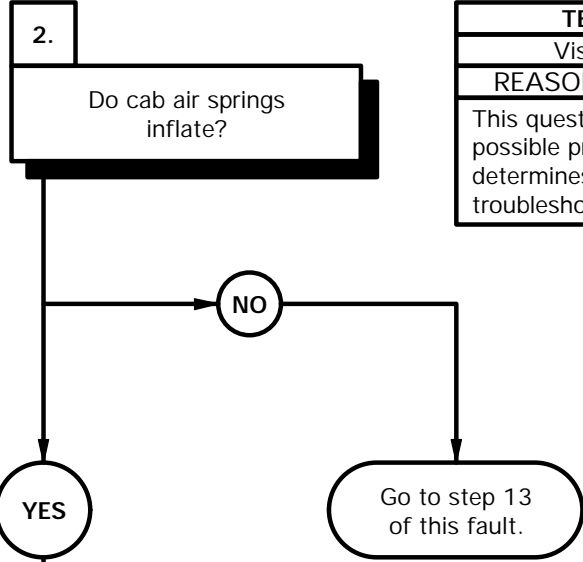 2.
Do cab air springs
inflate?
NO
YES
Go to step 13
of this fault.
TE
Vis
REASO
This quest
possible pr
determines
troublesho